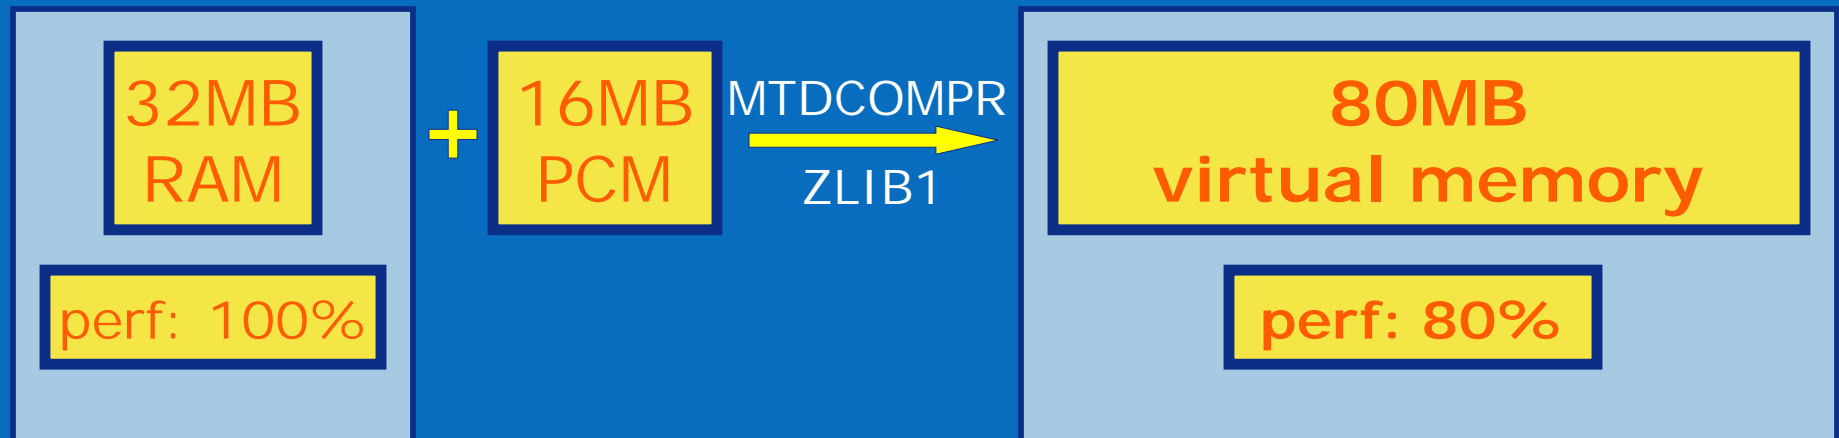 32MB
RAM
+
16MB
PCM
MTDCOMPR
ZLIB1
80MB
virtual memory
perf: 100%
perf: 80%